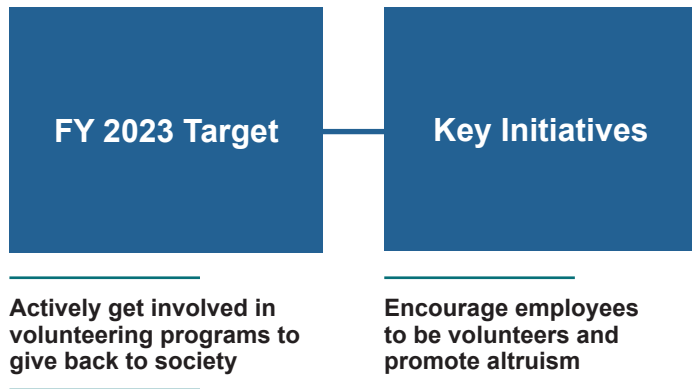 FY 2023 Target
Key Initiatives
Actively get involved in
volunteering programs to
give back to society
Encourage employees
to be volunteers and
promote altruism